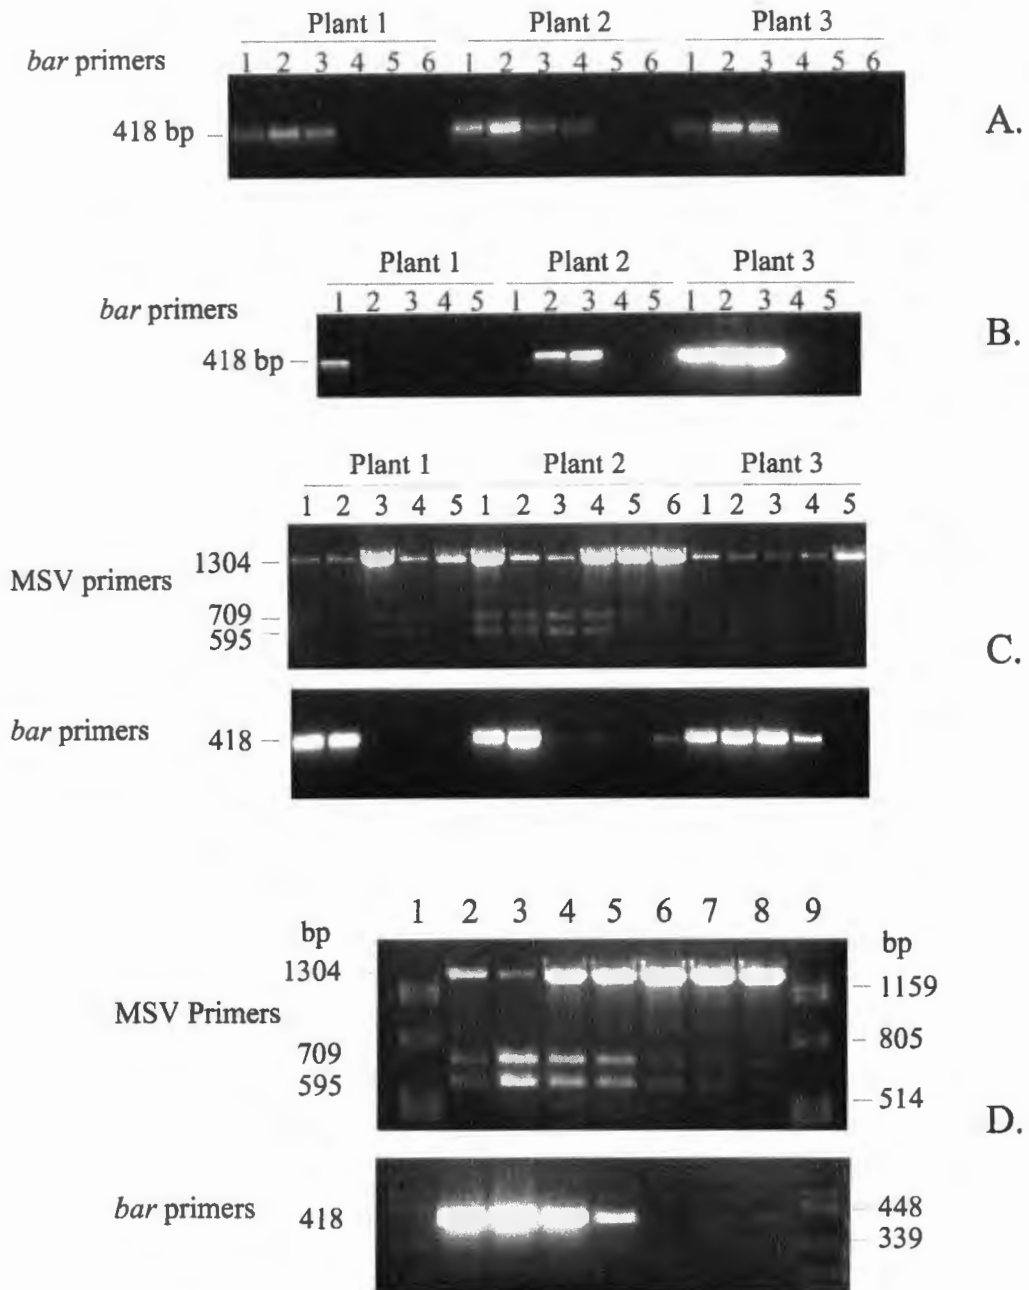 Plant 1 Plant 2 Plant 3
bar primers 1 2 3 4 5 6 1 2 3 4 5 6 1 2 3 4 5 6
418 bp
A.
Plant 1 Plant 2 Plant 3
bar primers 1 2 3 4 5 1 2 3 4 5 1 2 3 4 5
418 bp
B.
Plant 1 Plant 2 Plant 3
1 2 3 4 5 1 2 3 4 5 6 1 2 3 4 5
MSV primers
1304
709
595
C.
bar primers 418
1 2 3 4 5 6 7 8 9
bp bp
1304 1159
MSV Primers
805
709
595
514
D.
bar primers 418 448
339